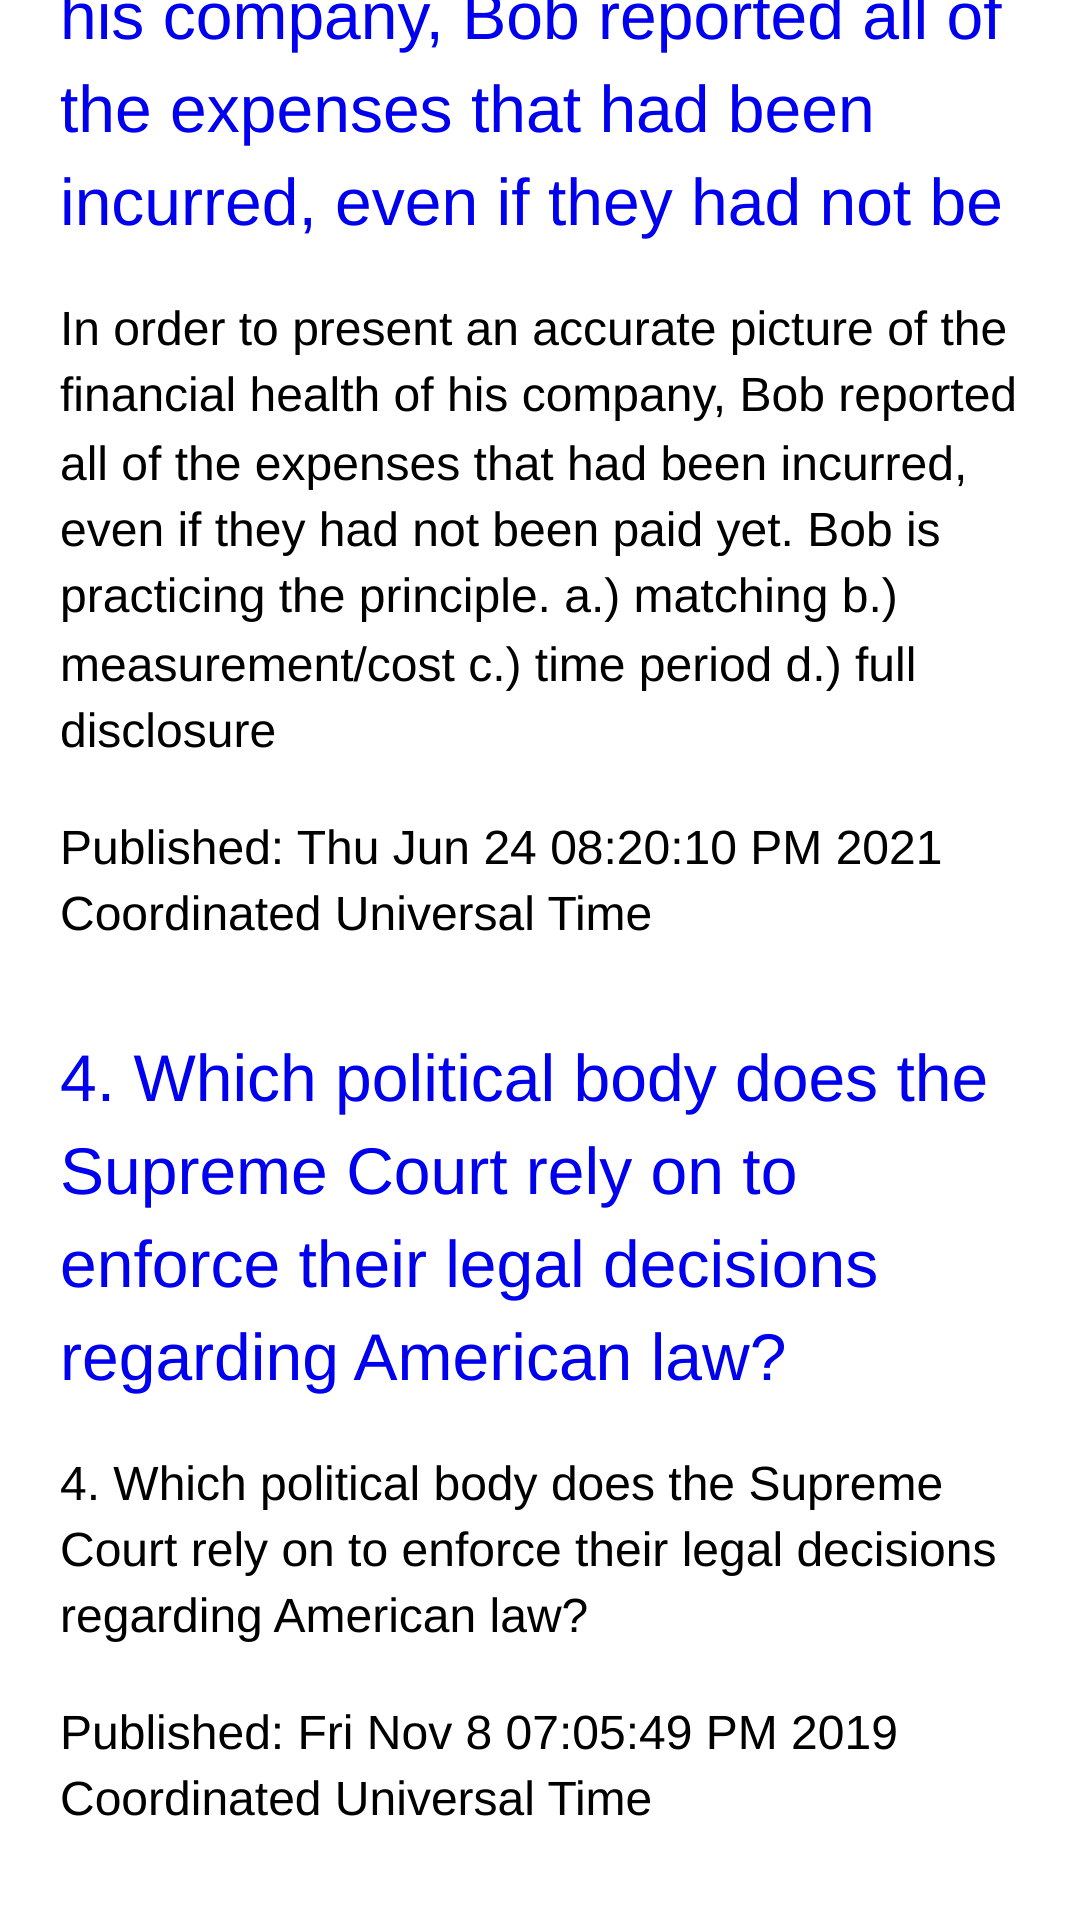 his company, Bob reported all of
the expenses that had been
incurred, even if they had not be
In order to present an accurate picture of the
financial health of his company, Bob reported
all of the expenses that had been incurred,
even if they had not been paid yet. Bob is
practicing the principle. a.) matching b.)
measurement/cost c.) time period d.) full
disclosure
Published: Thu Jun 24 08:20:10 PM 2021
Coordinated Universal Time
4. Which political body does the
Supreme Court rely on to
enforce their legal decisions
regarding American law?
4. Which political body does the Supreme
Court rely on to enforce their legal decisions
regarding American law?
Published: Fri Nov 8 07:05:49 PM 2019
Coordinated Universal Time